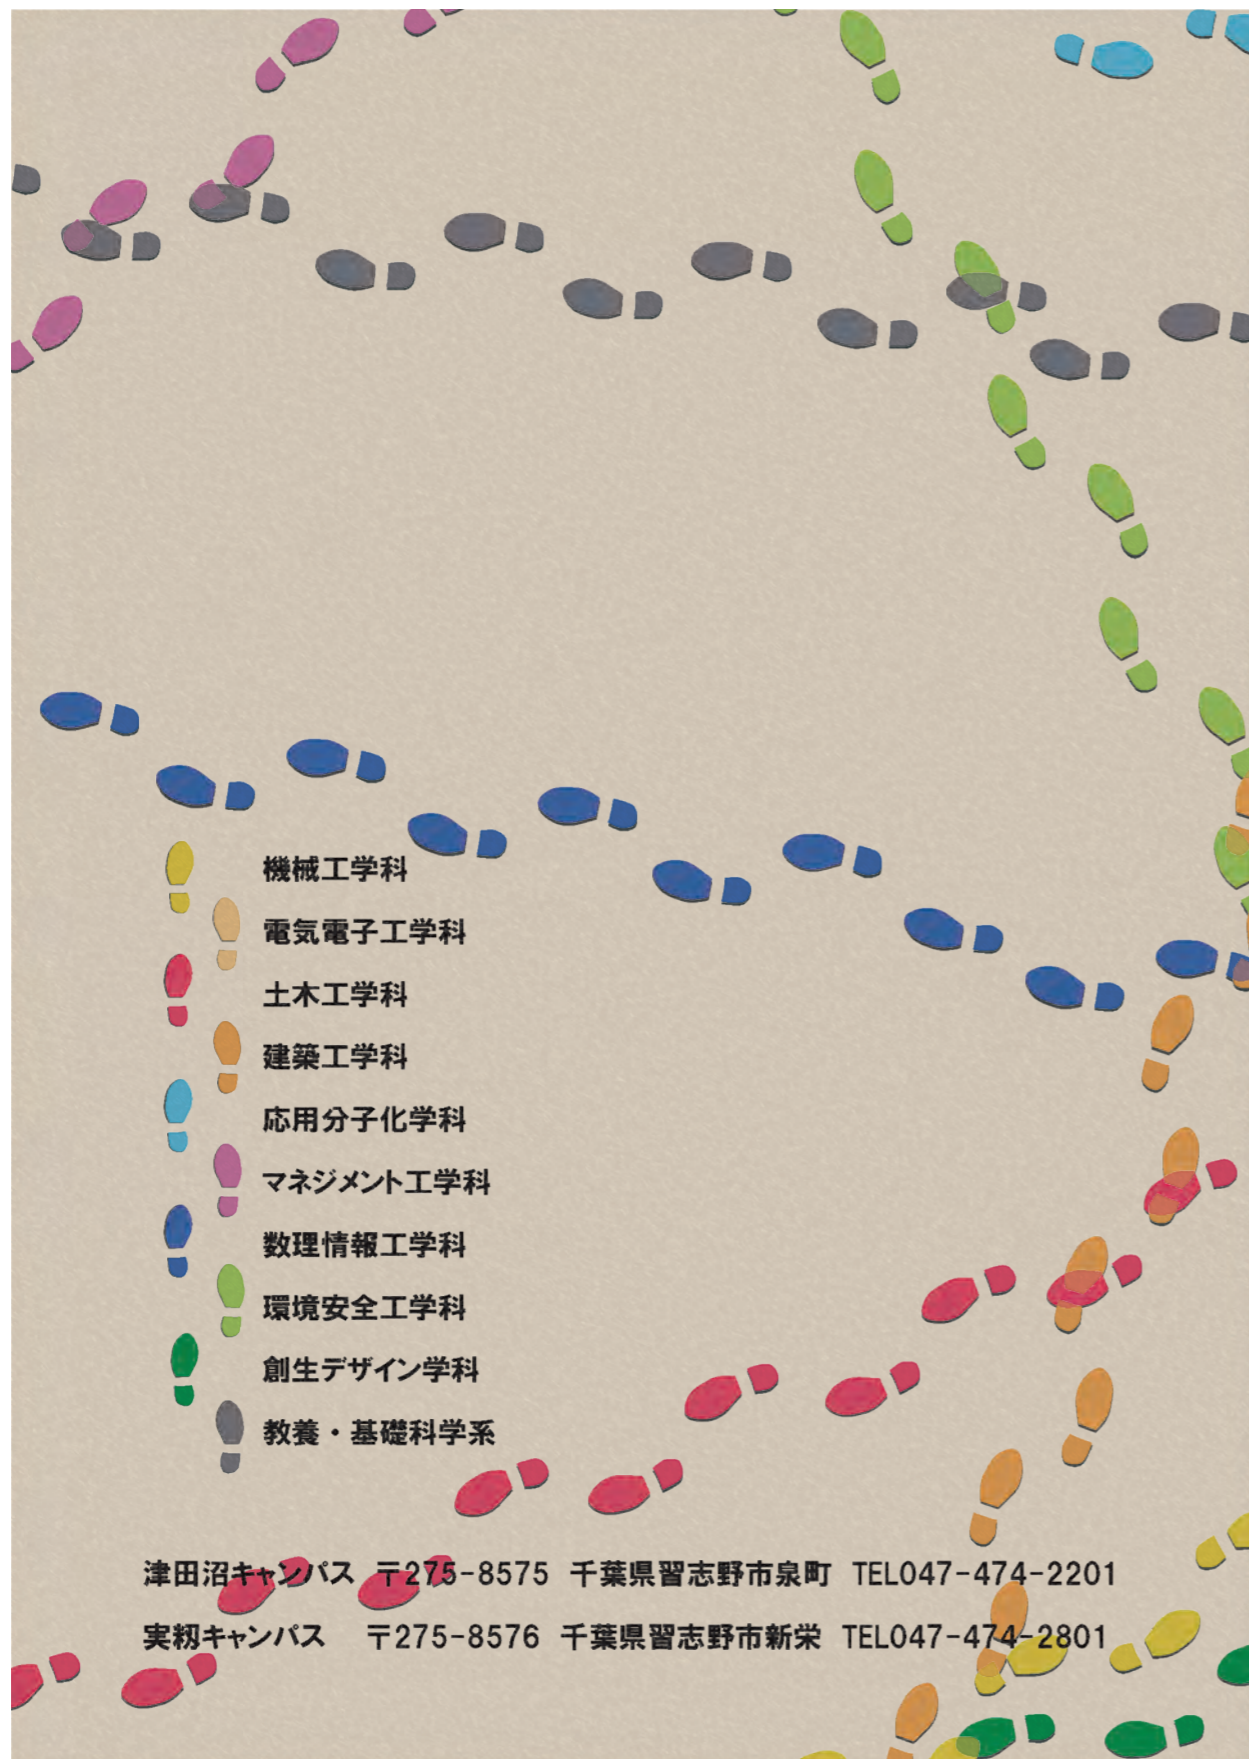 機械工学科
電気電子工学科
土木工学科
建築工学科
応用分子化学科
マネジメント工学科
数理情報工学科
環境安全工学科
創生デザイン学科
教養・基礎科学系
津田沼キャンパス 〒275-8575 千葉県習志野市泉町 TEL047-474-2201
実籾キャンパス 〒275-8576 千葉県習志野市新栄 TEL047-474-2801